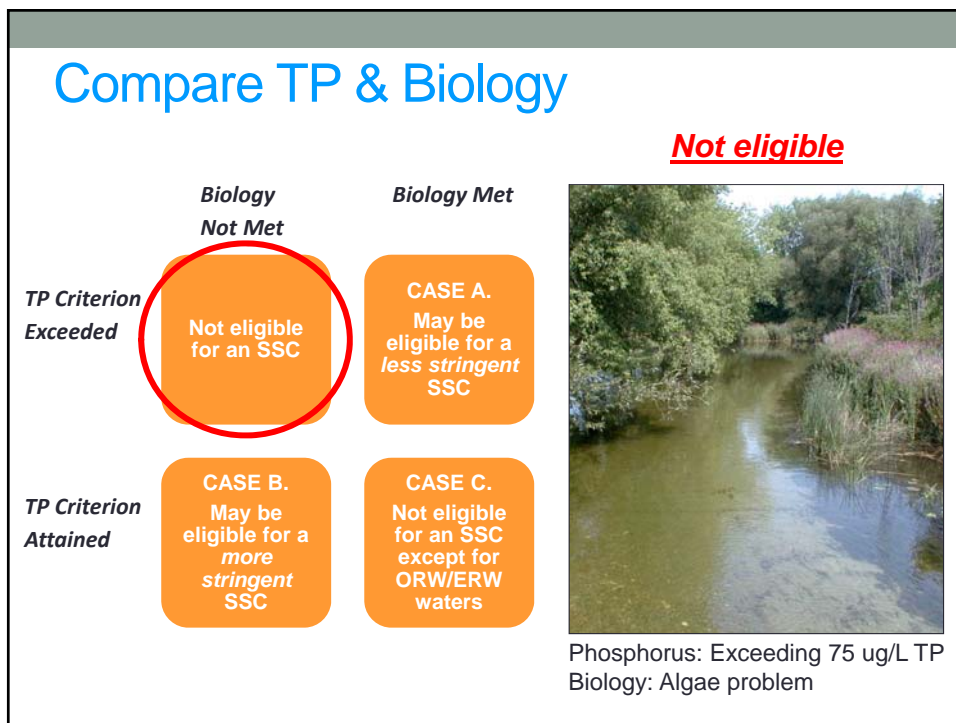 Compare TP & Biology
Not eligible
Biology
Not Met
Biology Met
TP Criterion
Exceeded
Not eligible
for an SSC
CASE A.
May be
eligible for a
less stringent
SSC
TP Criterion
Attained
CASE B.
May be
eligible for a
more
stringent
SSC
CASE C.
Not eligible
for an SSC
except for
ORW/ERW
waters
Phosphorus: Exceeding 75 ug/L TP
Biology: Algae problem